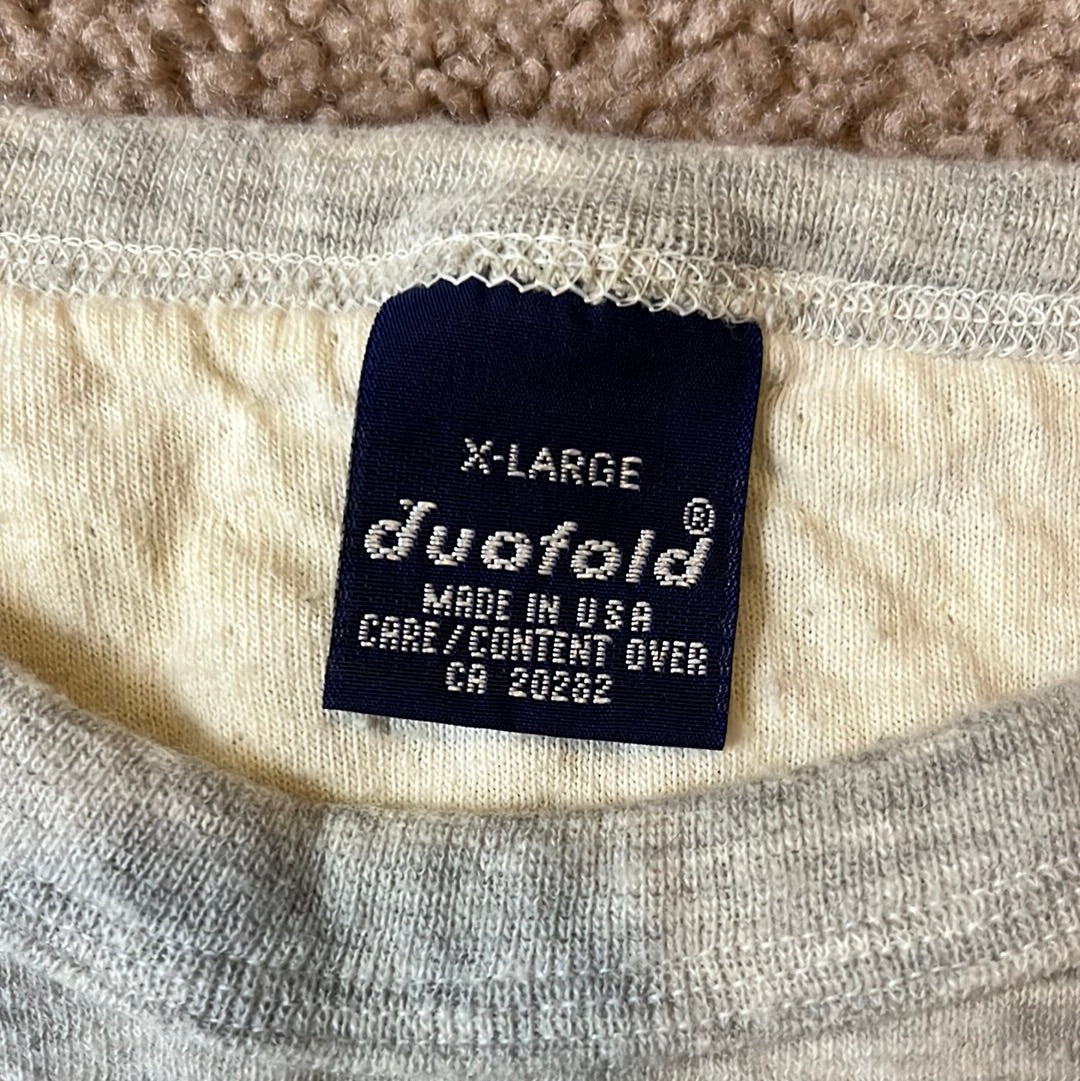 X-LARGE
duofold®
MADE IN USA
CARE/CONTENT OVER
CA 20282